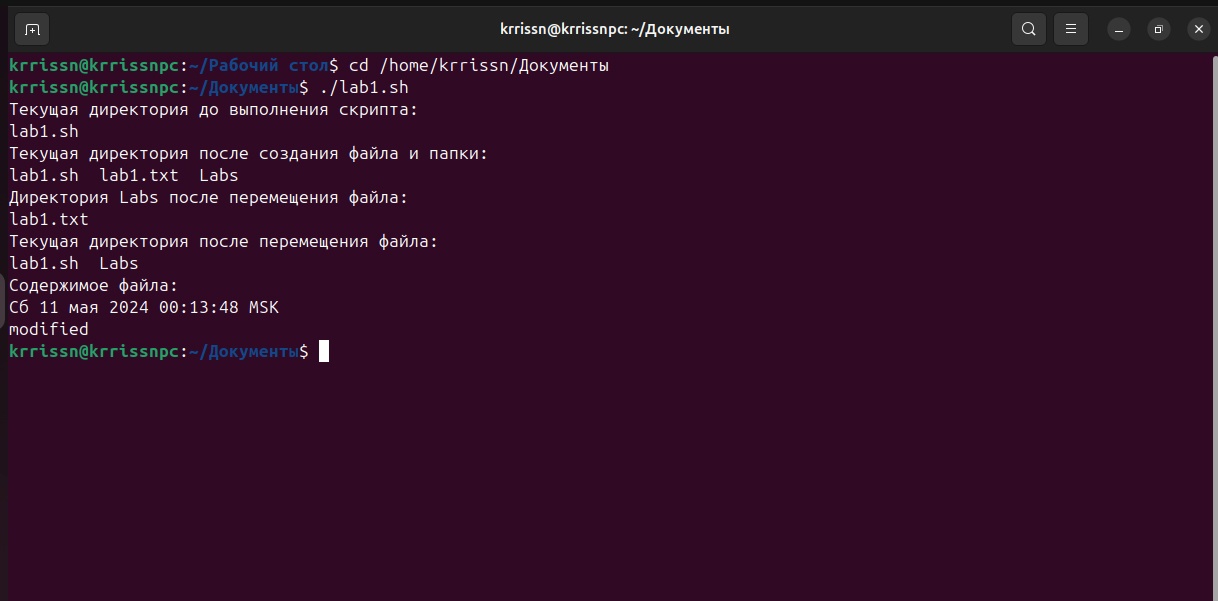 krrissn@krrissnpc: ~/Документы
krrissn@krrissnpc:~/Рабочий стол$ cd /home/krrissn/Документы
krrissn@krrissnpc:~/Документы$ ./lab1.sh
Текущая директория до выполнения скрипта:
lab1.sh
Текущая директория после создания файла и папки:
lab1.sh  lab1.txt  Labs
Директория Labs после перемещения файла:
lab1.txt
Текущая директория после перемещения файла:
lab1.sh  Labs
Содержимое файла:
Сб 11 мая 2024 00:13:48 MSK
modified
krrissn@krrissnpc:~/Документы$